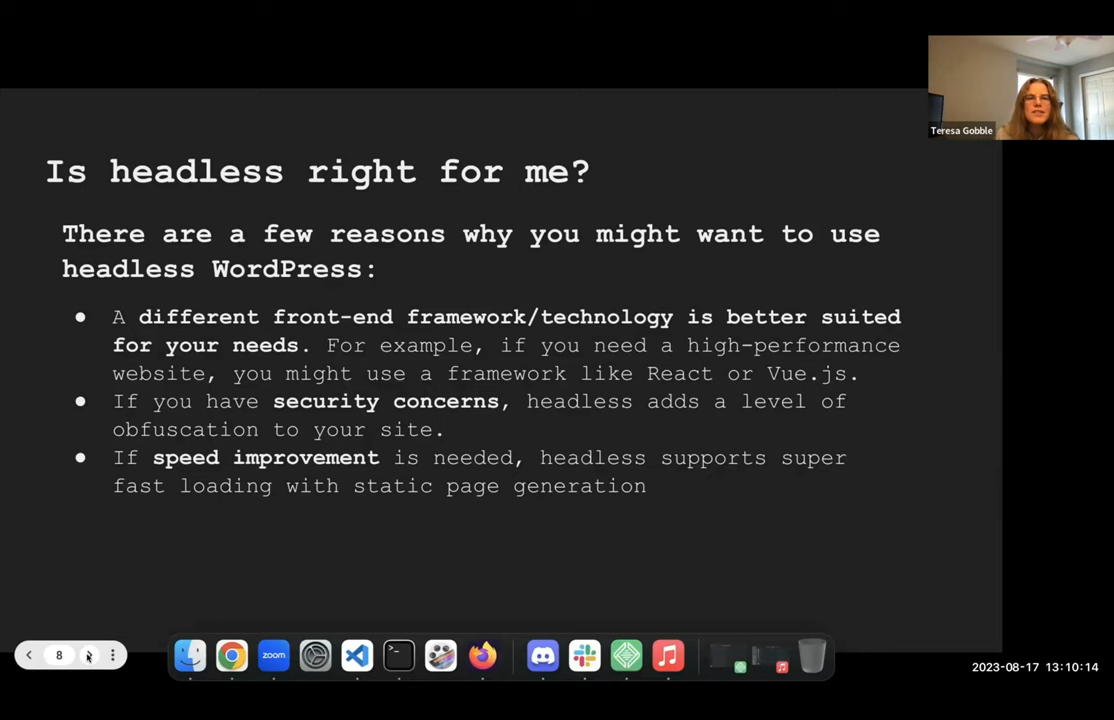 Teresa Gobble
Is headless right for me?
There are a few reasons why you might want to use
headless WordPress:
● A different front-end framework/technology is better suited
for your needs. For example, if you need a high-performance
website, you might use a framework like React or Vue.js.
● If you have security concerns, headless adds a level of
obfuscation to your site.
● If speed improvement is needed, headless supports super
fast loading with static page generation
8
zoom
2023-08-17 13:10:14